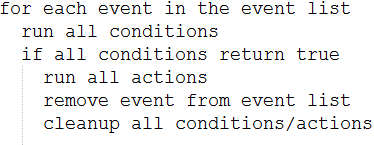 for each event in the event list
  run all conditions
  if all conditions return true
    run all actions
    remove event from event list
    cleanup all conditions/actions